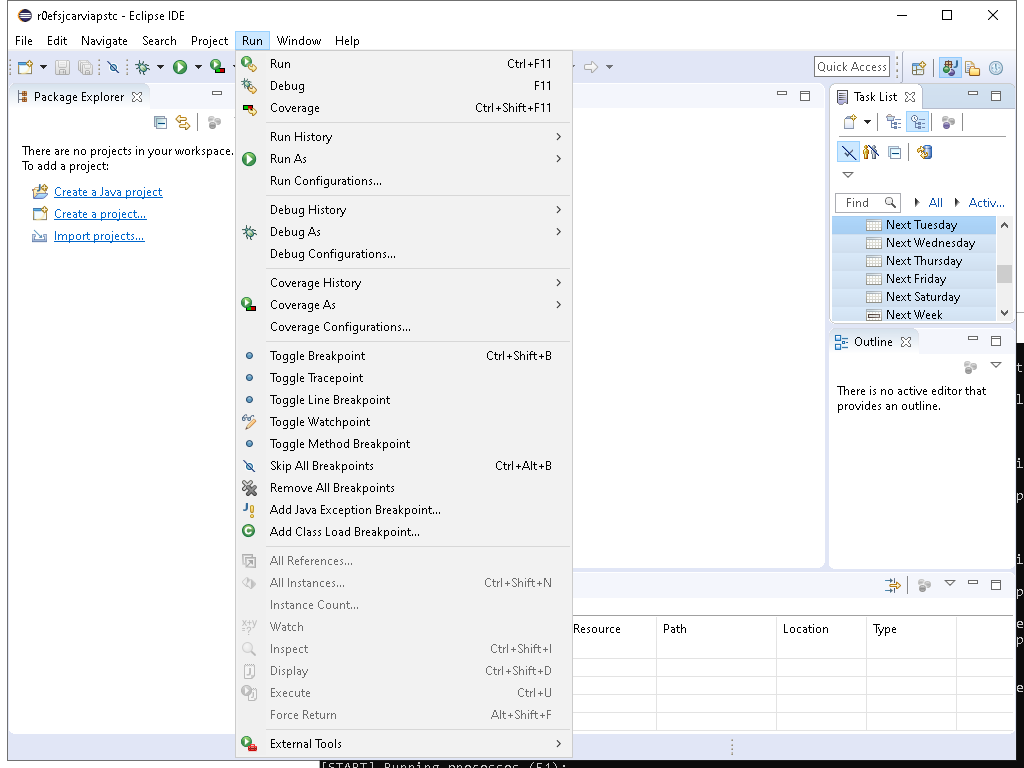 r0efsjcarviapstc - Eclipse IDE
File Edit Navigate Search Project Run Window Help
Quick Access
Package Explorer
There are no projects in your workspace.
To add a project:
Create a Java project
Create a project...
Import projects...
Run Ctrl+F11
Debug F11
Coverage Ctrl+Shift+F11
Run History
Run As
Run Configurations...
Debug History
Debug As
Debug Configurations...
Coverage History
Coverage As
Coverage Configurations...
Toggle Breakpoint Ctrl+Shift+B
Toggle Tracepoint
Toggle Line Breakpoint
Toggle Watchpoint
Toggle Method Breakpoint
Skip All Breakpoints Ctrl+Alt+B
Remove All Breakpoints
Add Java Exception Breakpoint...
Add Class Load Breakpoint...
All References...
All Instances... Ctrl+Shift+N
Instance Count...
Watch
Inspect Ctrl+Shift+I
Display Ctrl+Shift+D
Execute Ctrl+U
Force Return Alt+Shift+F
External Tools
Task List
Find All Activ...
Next Tuesday
Next Wednesday
Next Thursday
Next Friday
Next Saturday
Next Week
Outline
There is no active editor that
provides an outline.
Resource Path Location Type
[START] Running processes (F1):